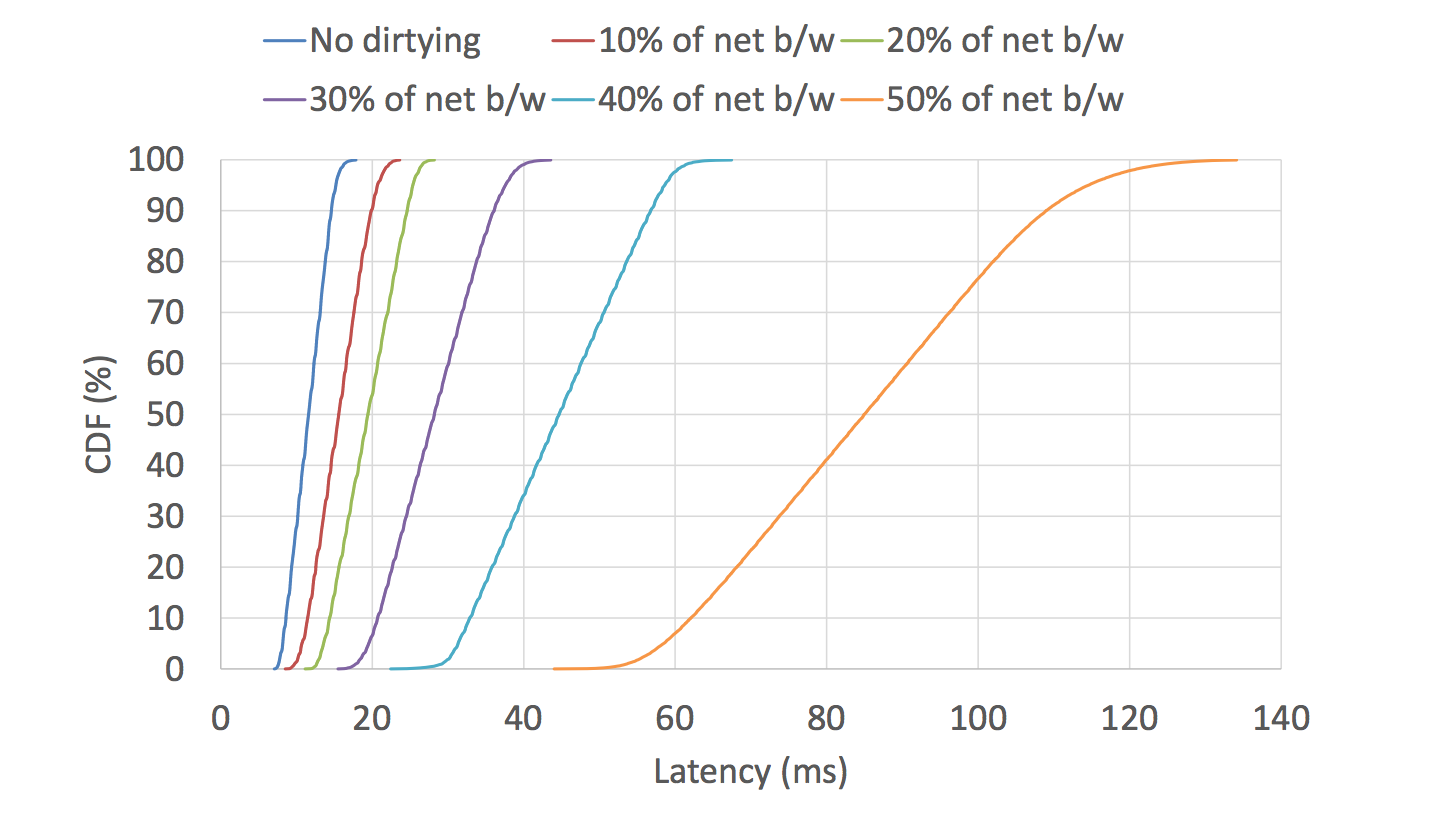 No dirtying 10% of net b/w 20% of net b/w
30% of net b/w 40% of net b/w 50% of net b/w
100
90
80
70
60
50
40
30
20
10
0
CDF (%)
0 20 40 60 80 100 120 140
Latency (ms)